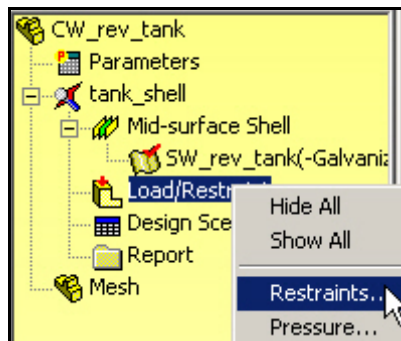 CW_rev_tank
Parameters
tank_shell
Mid-surface Shell
SW_rev_tank(-Galvaniz
Load/Restrain
Hide All
Design Sce
Show All
Report
Mesh
Restraints...
Pressure...